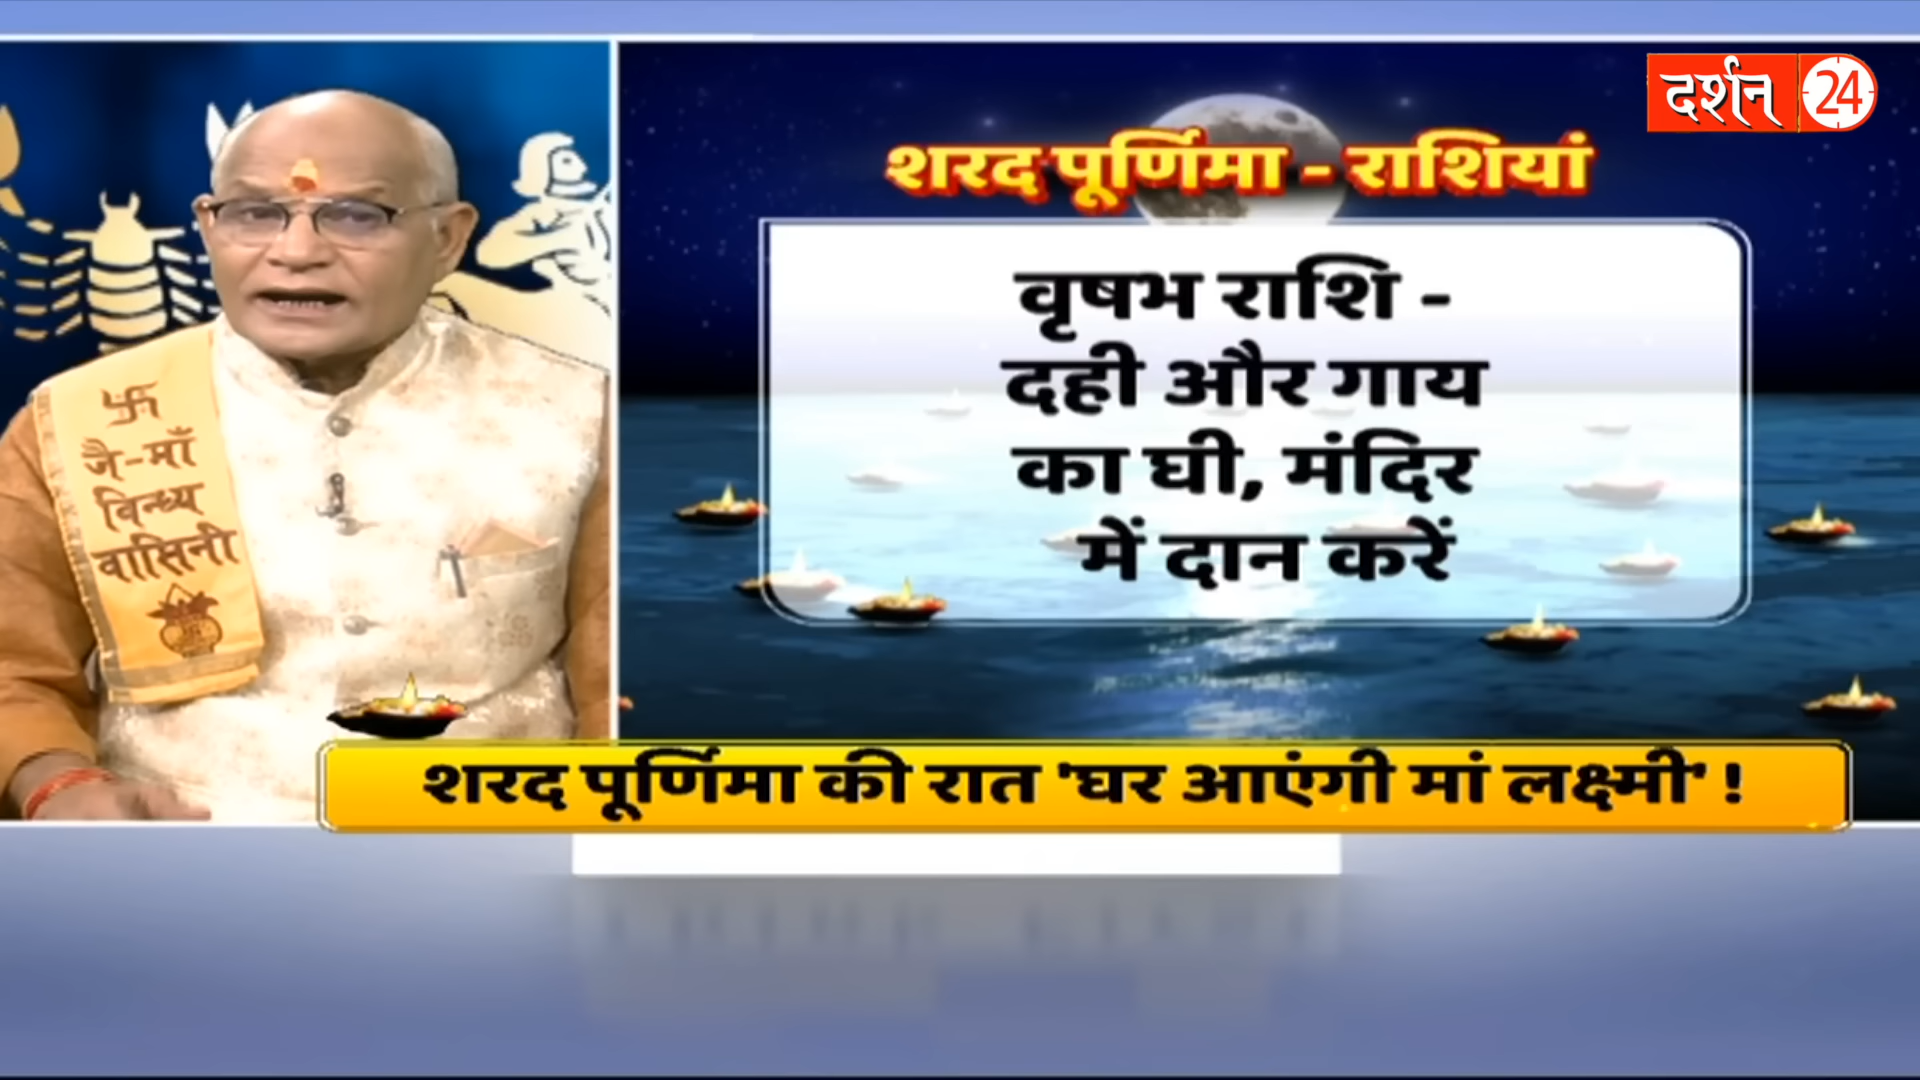 दर्शन 24
शरद पूर्णिमा - राशियां
वृषभ राशि -
दही और गाय
का घी, मंदिर
में दान करें
जै-माँ
विन्ध्य
वासिनी
शरद पूर्णिमा की रात 'घर आएंगी मां लक्ष्मी' !